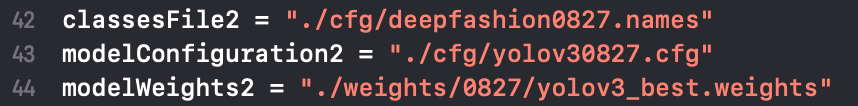 42 classesFile2 = "./cfg/deepfashion0827.names"
43 modelConfiguration2 = "./cfg/yolov30827.cfg"
44 modelWeights2 = "./weights/0827/yolov3_best.weights"